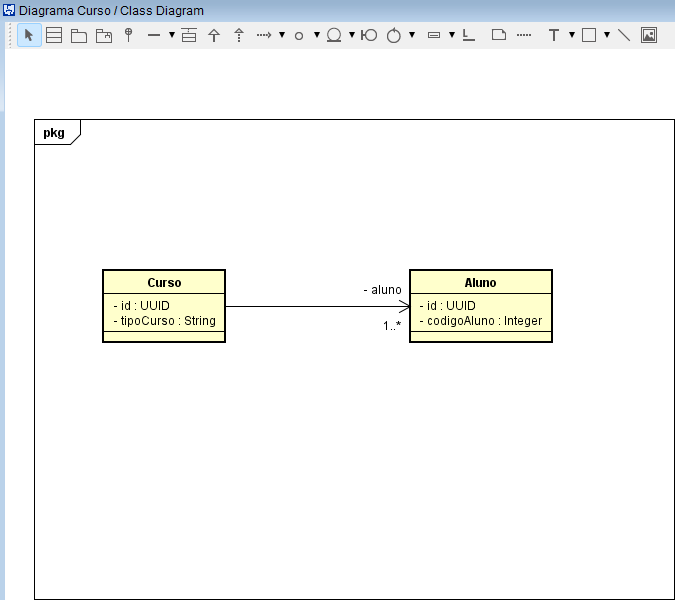 Diagrama Curso / Class Diagram
pkg
Curso
- id : UUID
- tipoCurso : String
- aluno
1..*
Aluno
- id : UUID
- codigoAluno : Integer